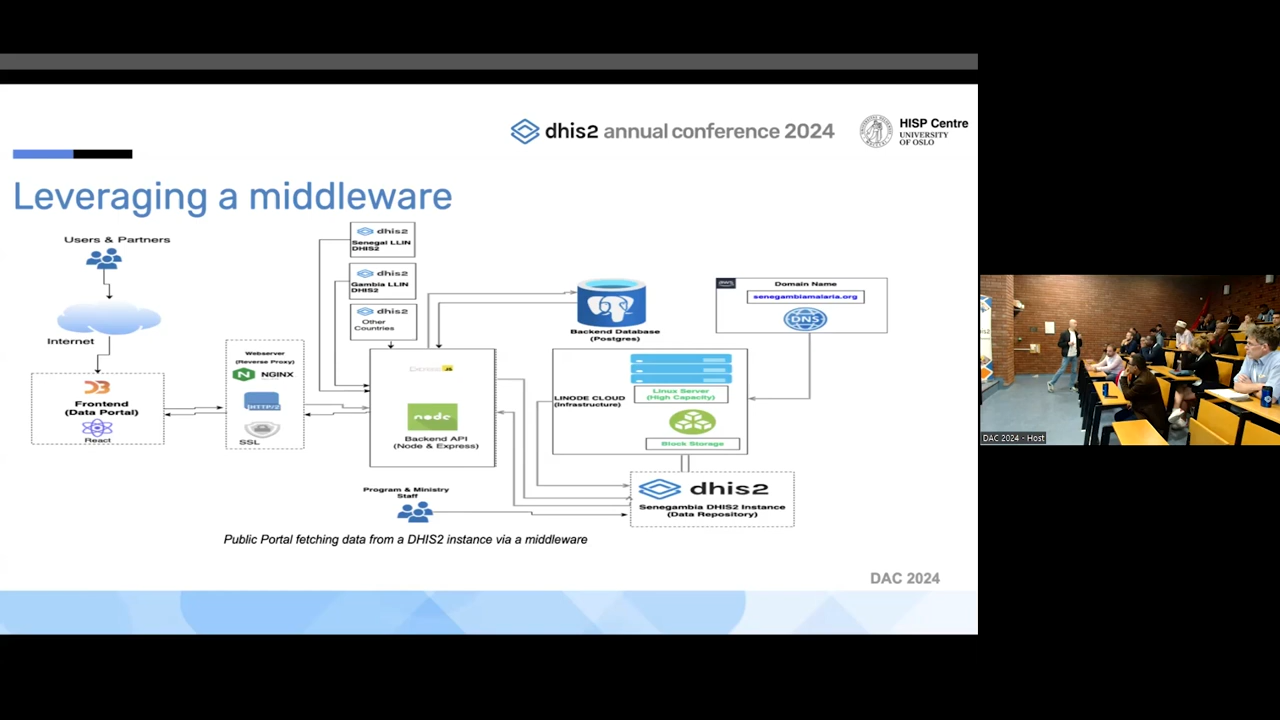 dhis2 annual conference 2024
HISP Centre
UNIVERSITY
OF OSLO
Leveraging a middleware
Users & Partners
Internet
Frontend
(Data Portal)
React
Webserver
(Reverse Proxy)
NGINX
HTTP/2
SSL
dhis2
Senegal LLIN
DHIS2
dhis2
Gambia LLIN
DHIS2
dhis2
Other
Countries
JS
node
Backend API
(Node & Express)
Program & Ministry
Staff
Backend Database
(Postgres)
aws
Domain Name
senegambiamalaria.org
DNS
LINODE CLOUD
(Infrastructure)
Linux Server
(High Capacity)
Block Storage
dhis2
Senegambia DHIS2 Instance
(Data Repository)
Public Portal fetching data from a DHIS2 instance via a middleware
DAC 2024
DAC 2024 - Host